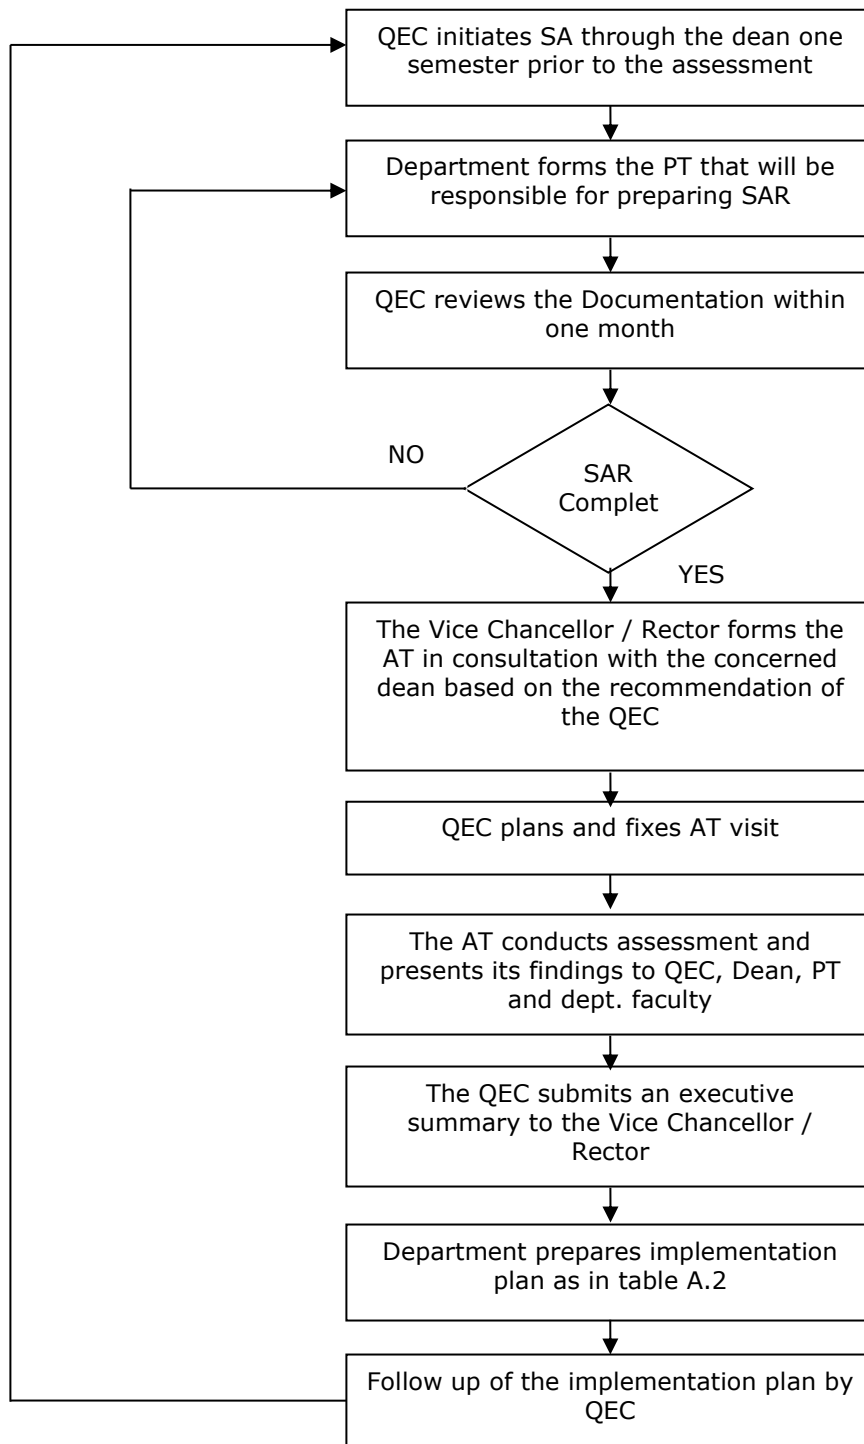 QEC initiates SA through the dean one
semester prior to the assessment
Department forms the PT that will be
responsible for preparing SAR
QEC reviews the Documentation within
one month
NO
SAR
Complet
YES
The Vice Chancellor / Rector forms the
AT in consultation with the concerned
dean based on the recommendation of
the QEC
QEC plans and fixes AT visit
The AT conducts assessment and
presents its findings to QEC, Dean, PT
and dept. faculty
The QEC submits an executive
summary to the Vice Chancellor /
Rector
Department prepares implementation
plan as in table A.2
Follow up of the implementation plan by
QEC